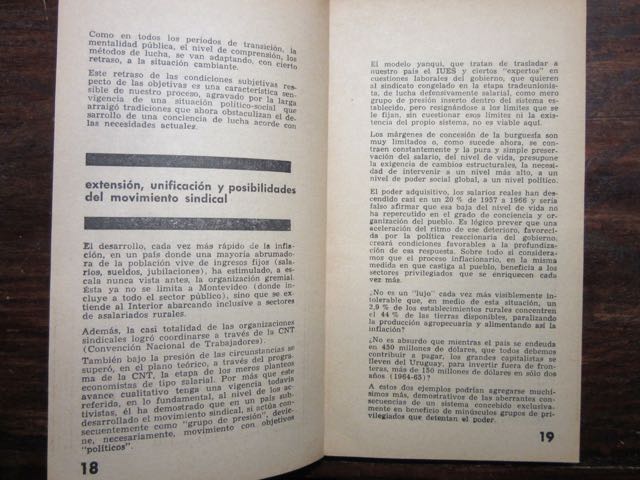 Como en todos los períodos de transición, la
mentalidad pública, el nivel de comprensión, los
métodos de lucha, se van adaptando, con cierto
retraso, a la situación cambiante.
Este retraso de las condiciones subjetivas res-
pecto de las objetivas es una característica sen-
sible de nuestro proceso, agravado por la larga
vigencia de una situación político-social que
arraigó tradiciones que ahora obstaculizan el de-
sarrollo de una conciencia de lucha acorde con
las necesidades actuales.
extensión, unificación y posibilidades
del movimiento sindical
El desarrollo, cada vez más rápido de la infla-
ción, en un país donde una mayoría abrumado-
ra de la población vive de ingresos fijos (sala-
rios, sueldos, jubilaciones), ha estimulado, a es-
cala nunca vista antes, la organización gremial.
Esta ya no se limita a Montevideo (donde in-
cluye a todo el sector público), sino que se ex-
tiende al Interior abarcando inclusive a sectores
de asalariados rurales.
Además, la casi totalidad de las organizaciones
sindicales logró coordinarse a través de la CNT
(Convención Nacional de Trabajadores).
También bajo la presión de las circunstancias se
superó, en el plano teórico, a través del progra-
ma de la CNT, la etapa de los meros planteos
economistas de tipo salarial. Por más que este
avance cualitativo tenga una vigencia todavía
referida, en lo fundamental, al nivel de los ac-
tivistas, él ha demostrado que en un país sub-
desarrollado el movimiento sindical, si actúa con-
secuentemente como "grupo de presión", devie-
ne, necesariamente, movimiento con objetivos
"políticos".
18
El modelo yanqui, que tratan de trasladar a
nuestro país el IUES y ciertos "expertos" en
cuestiones laborales del gobierno, que quieren
al sindicato congelado en la etapa tradeunionis-
ta, de lucha defensivamente salarial, como mero
grupo de presión inserto dentro del sistema es-
tablecido, pero resignándose a los límites que se
le fijan, sin cuestionar esos límites ni la exis-
tencia del propio sistema, no es viable aquí.
Los márgenes de concesión de la burguesía son
muy limitados o, como sucede ahora, se con-
traen constantemente y la pura y simple preser-
vación del salario, del nivel de vida, presupone
la exigencia de cambios estructurales, la necesi-
dad de intervenir a un nivel más alto, a un
nivel de poder social global, a un nivel político.
El poder adquisitivo, los salarios reales han des-
cendido casi en un 20 % de 1957 a 1966 y sería
falso afirmar que esa baja del nivel de vida no
ha repercutido en el grado de conciencia y or-
ganización del pueblo. Es lógico prever que una
aceleración del ritmo de ese deterioro, favoreci-
da por la política reaccionaria del gobierno,
creará condiciones favorables a la profundiza-
ción de esa respuesta. Sobre todo si considera-
mos que el proceso inflacionario, en la misma
medida en que castiga al pueblo, beneficia a los
sectores privilegiados que se enriquecen cada
vez más.
¿No es un "lujo" cada vez más visiblemente in-
tolerable que, en medio de esta situación, un
2,9 % de los establecimientos rurales concentren
el 44 % de las tierras disponibles, paralizando
la producción agropecuaria y alimentando así la
inflación?
¿No es absurdo que mientras el país se endeuda
en 450 millones de dólares, que todos debemos
contribuir a pagar, los grandes capitalistas se
lleven del Uruguay, para invertir fuera de fron-
teras, más de 150 millones de dólares en sólo dos
años (1964-65)?
A estos dos ejemplos podrían agregarse muchí-
simos más, demostrativos de las aberrantes con-
secuencias de un sistema concebido exclusiva-
mente en beneficio de minúsculos grupos de pri-
vilegiados que detentan el poder.
19